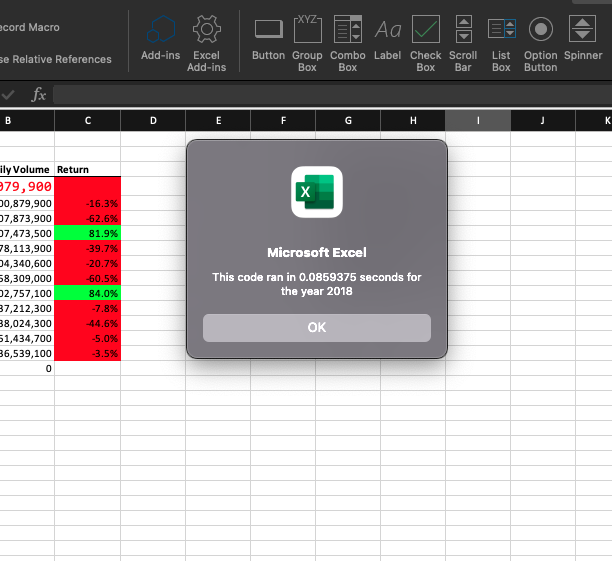 ecord Macro
se Relative References
Add-ins
Excel
Add-ins
Button
Group
Box
Combo
Box
Label
Check
Box
Scroll
Bar
List
Box
Option
Button
Spinner
XYZ
Aa
fx
B C D E F G H I J K
ily Volume Return
079,900
00,879,900 -16.3%
07,873,900 -62.6%
07,473,500 81.9%
78,113,900 -39.7%
04,340,600 -20.7%
58,309,000 -60.5%
02,757,100 84.0%
37,212,300 -7.8%
38,024,300 -44.6%
51,434,700 -5.0%
36,539,100 -3.5%
0
X
Microsoft Excel
This code ran in 0.0859375 seconds for
the year 2018
OK